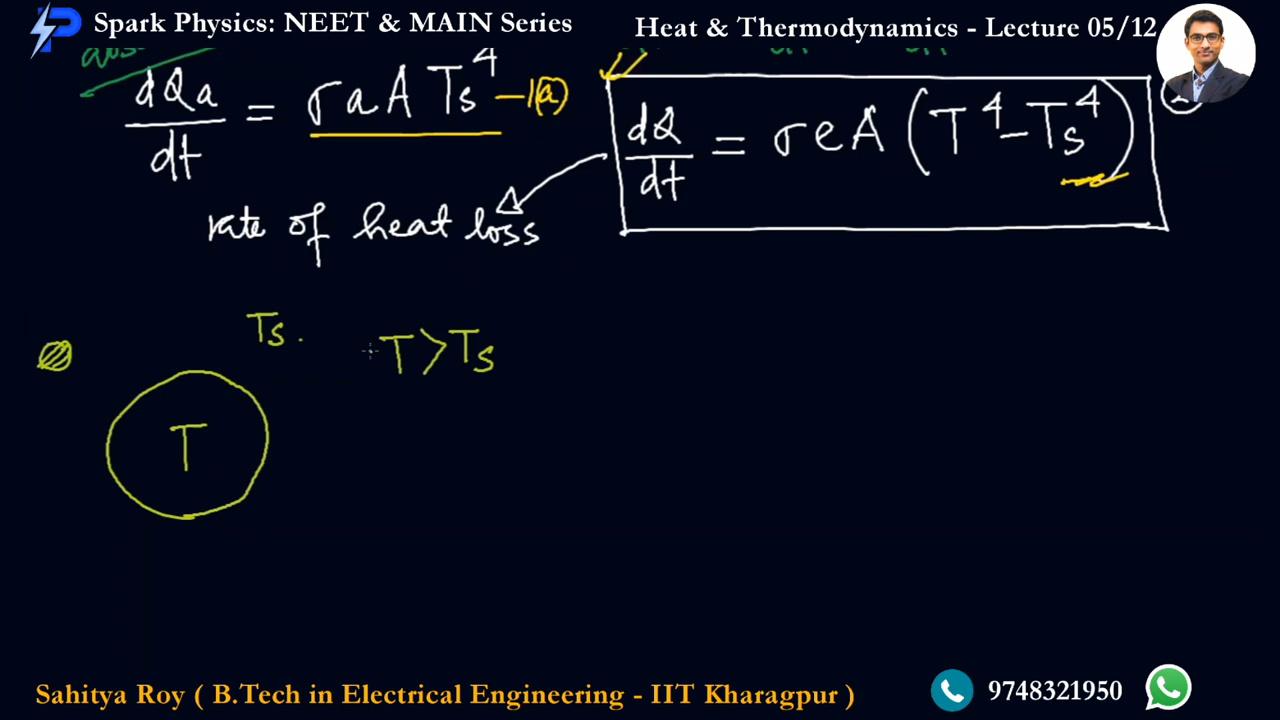 Spark Physics: NEET & MAIN Series
Heat & Thermodynamics - Lecture 05/12
dQa/dt = σaATs⁴ —1(a)
dQ/dt = σeA(T⁴-Ts⁴)
rate of heat loss
Ts.
T>Ts
T
Sahitya Roy ( B.Tech in Electrical Engineering - IIT Kharagpur )
9748321950